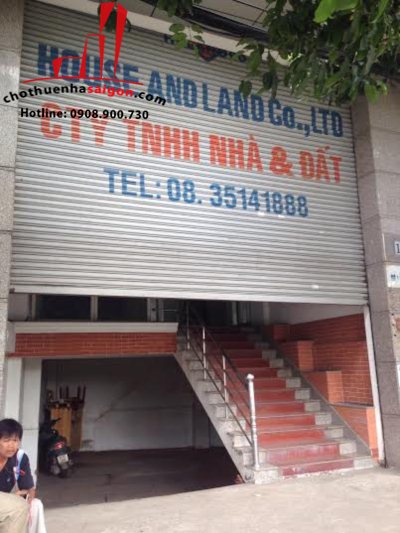 HOUSE AND LAND CO.,LTD
chothuenhasaigon.com
Hotline: 0908.900.730
CTY TNHH NHÀ & ĐẤT
TEL: 08. 35141888